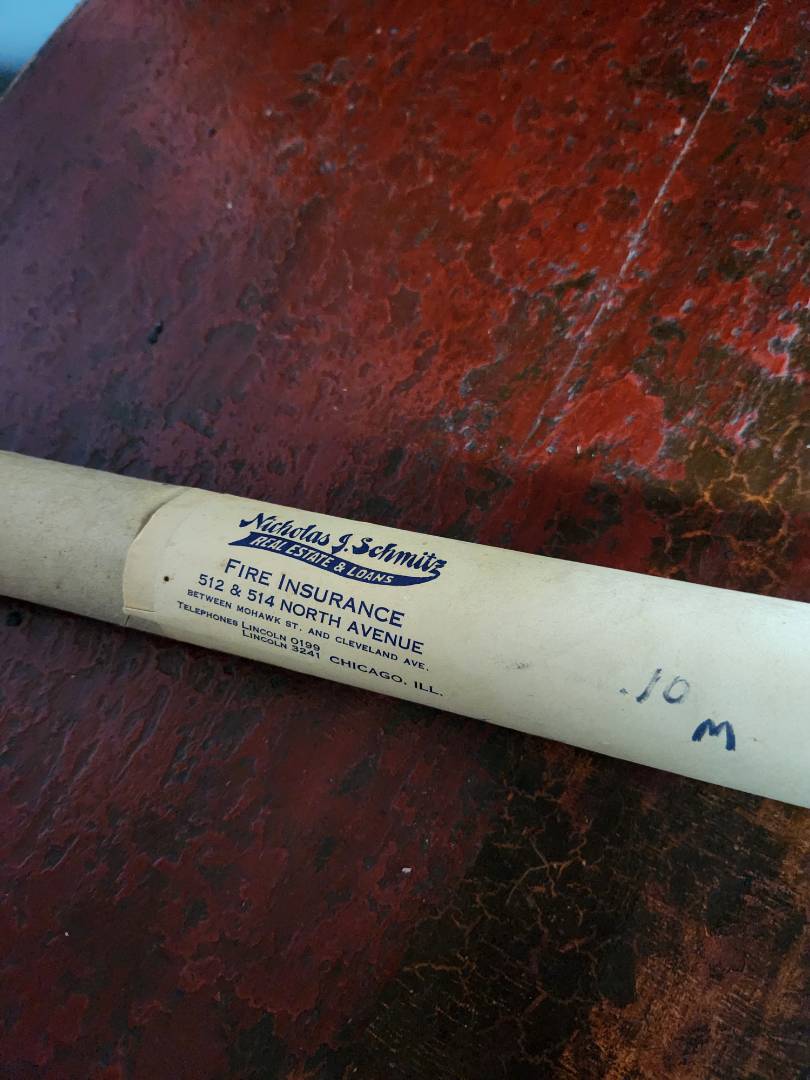 Nicholas J. Schmitz
REAL ESTATE & LOANS
FIRE INSURANCE
512 & 514 NORTH AVENUE
BETWEEN MOHAWK ST. AND CLEVELAND AVE.
TELEPHONES LINCOLN 0199
LINCOLN 3241 CHICAGO, ILL.
.10
M